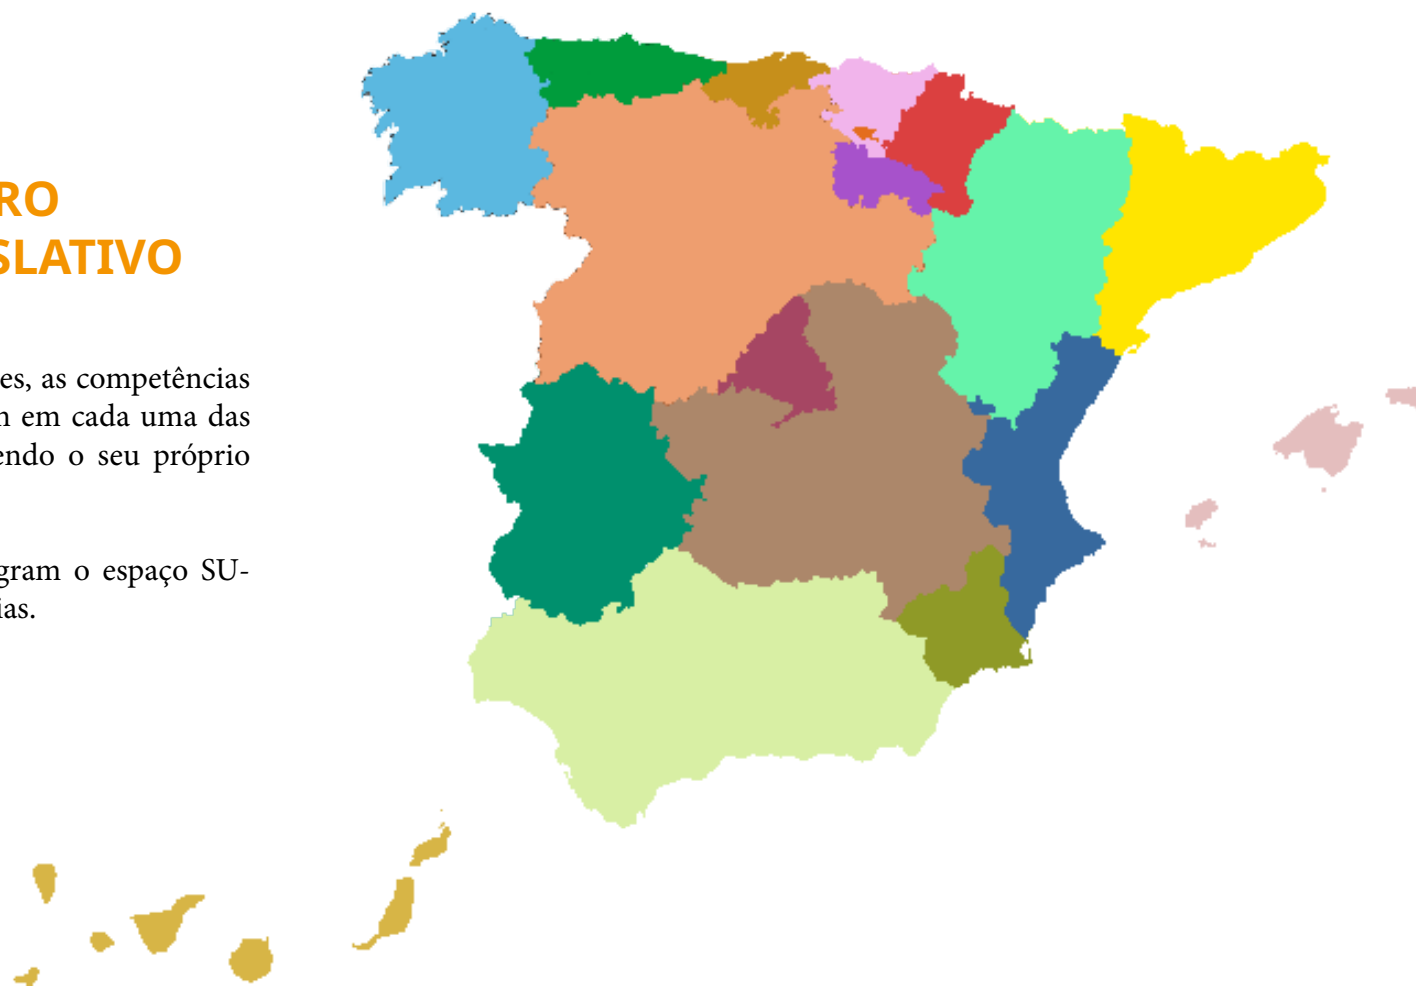 RO
SLATIVO
es, as competências
em cada uma das
endo o seu próprio
gram o espaço SU-
ias.